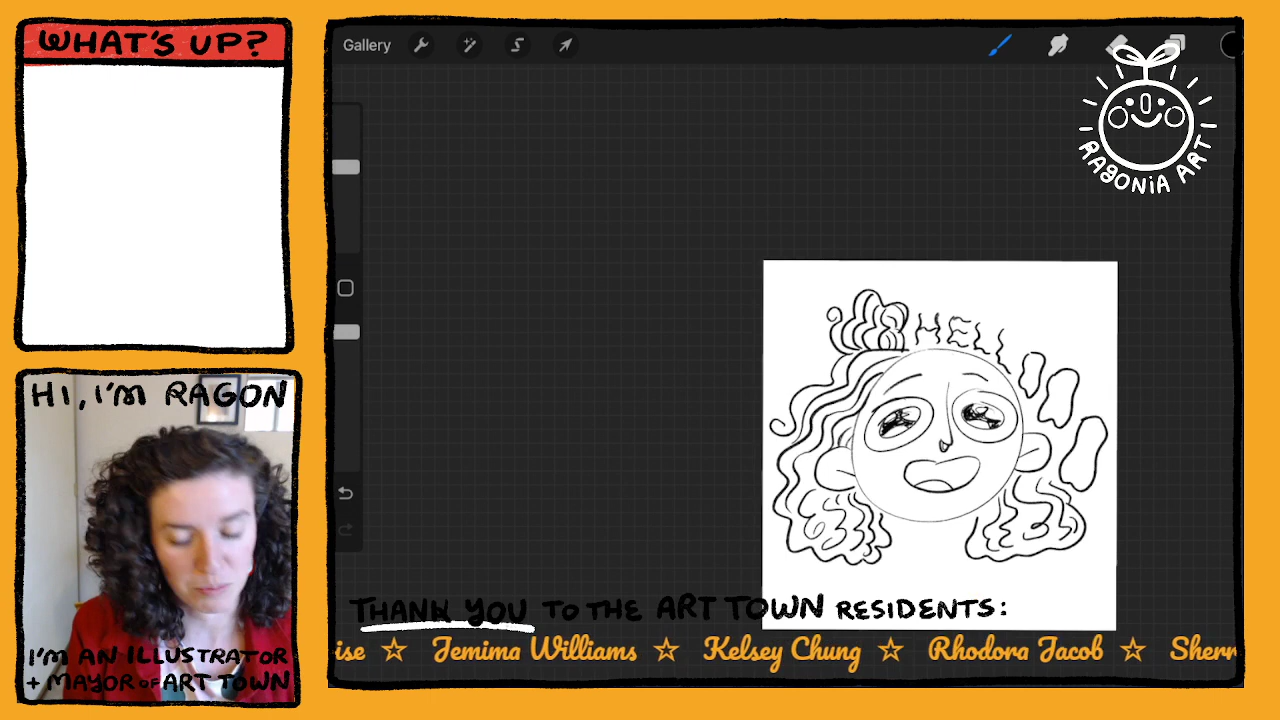 WHAT'S UP?
Gallery
RAGONIA ART
HELL
HI, I'M RAGON
I'M AN ILLUSTRATOR
+ MAYOR OF ART TOWN
THANK YOU TO THE ART TOWN RESIDENTS:
ise ☆ Jemima Williams ☆ Kelsey Chung ☆ Rhodora Jacob ☆ Sherr